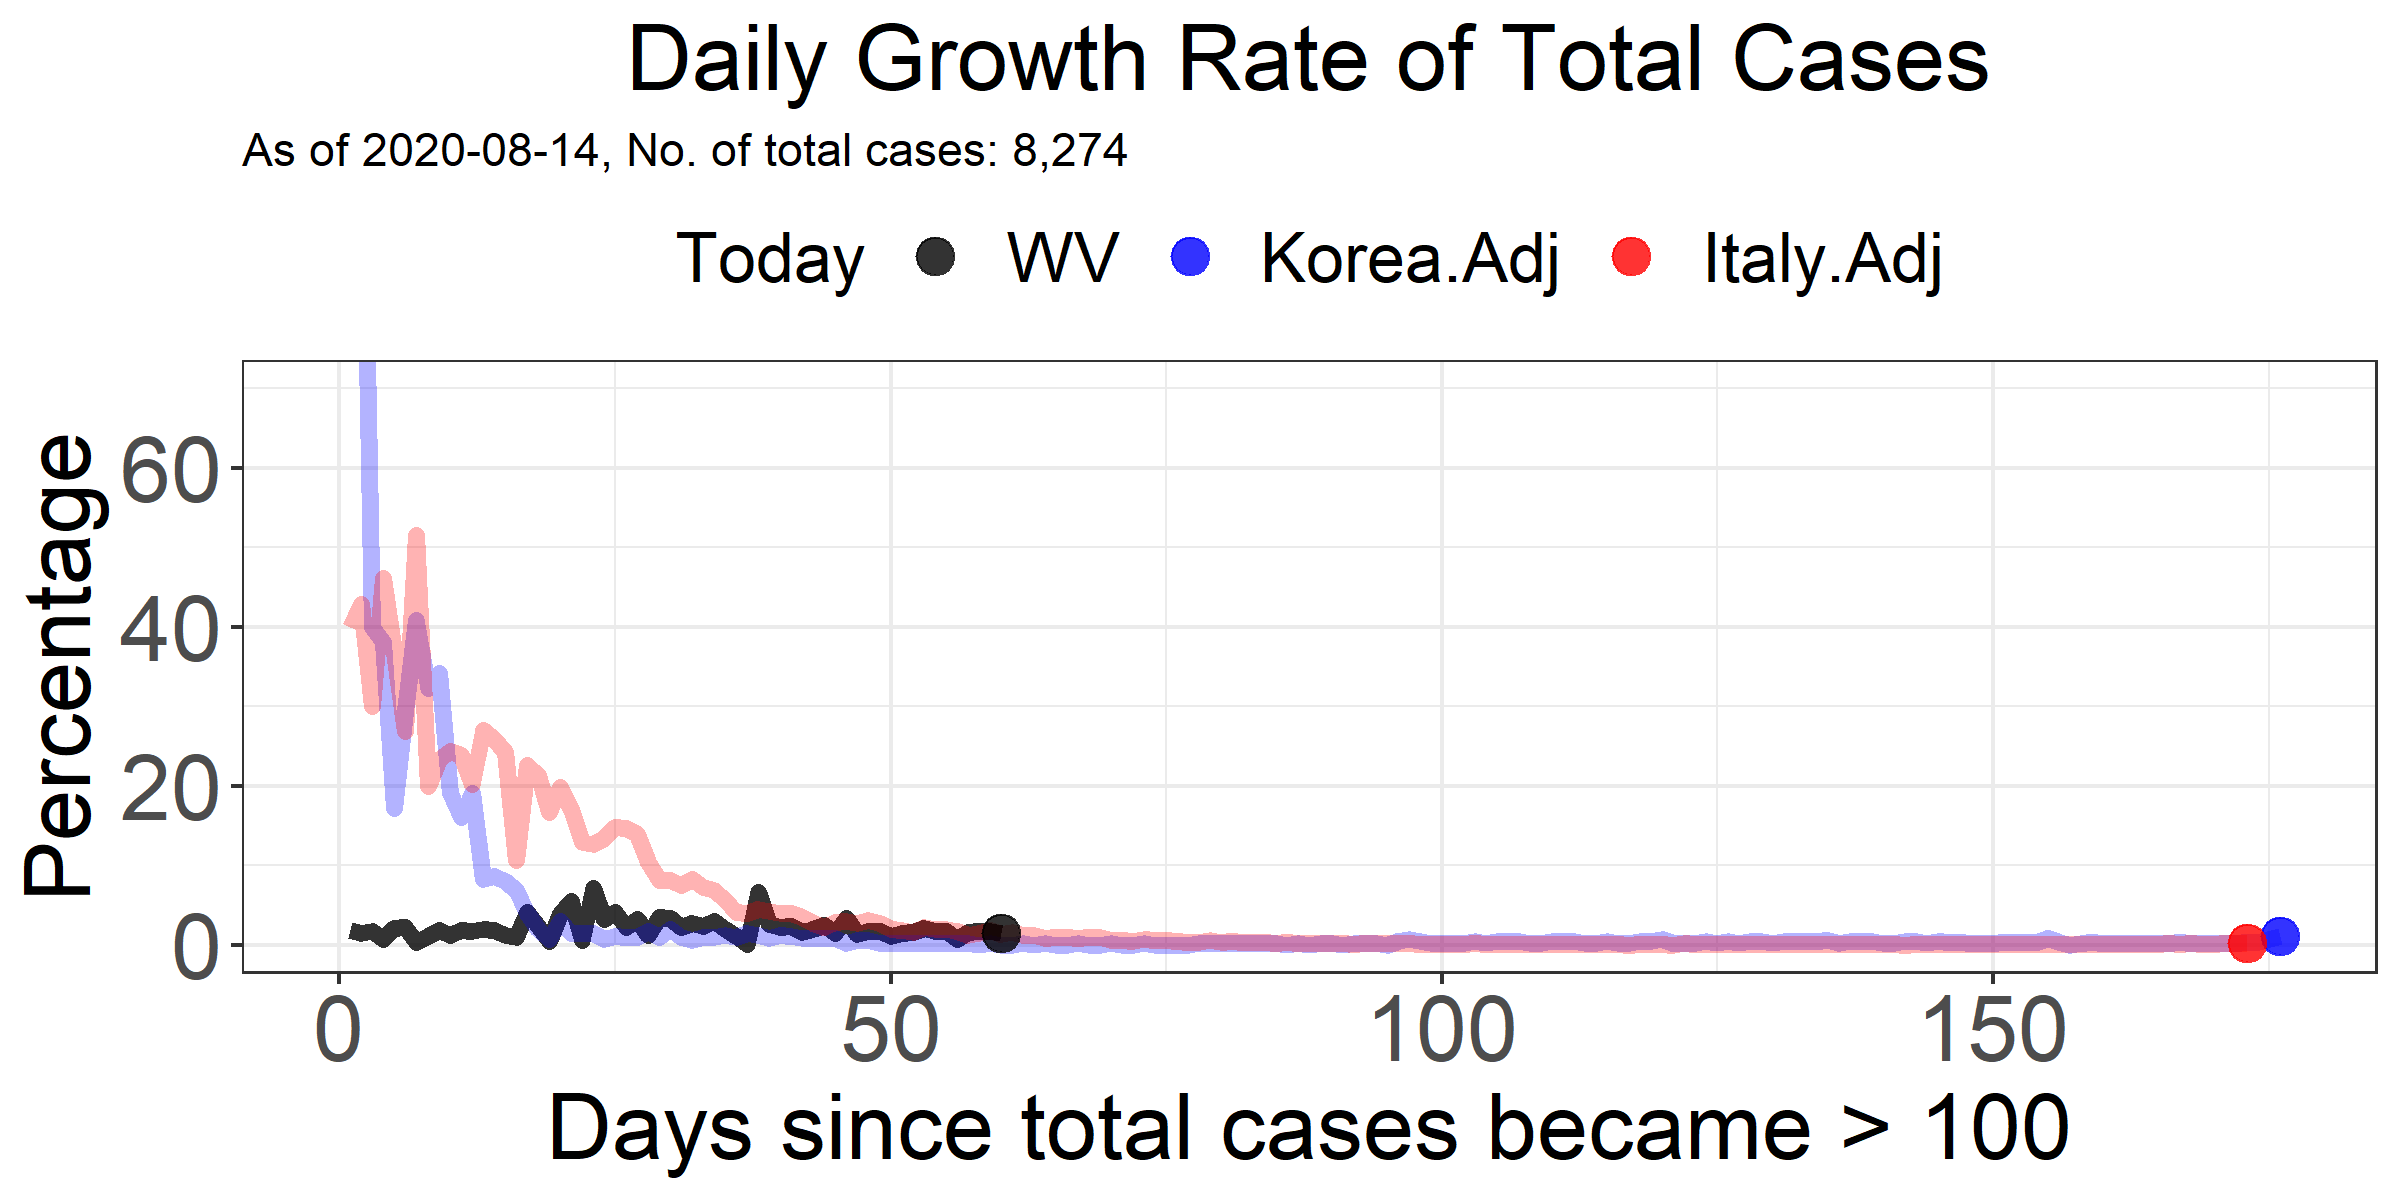 Daily Growth Rate of Total Cases
As of 2020-08-14, No. of total cases: 8,274
Today WV Korea.Adj Italy.Adj
Percentage
60
40
20
0
0 50 100 150
Days since total cases became > 100